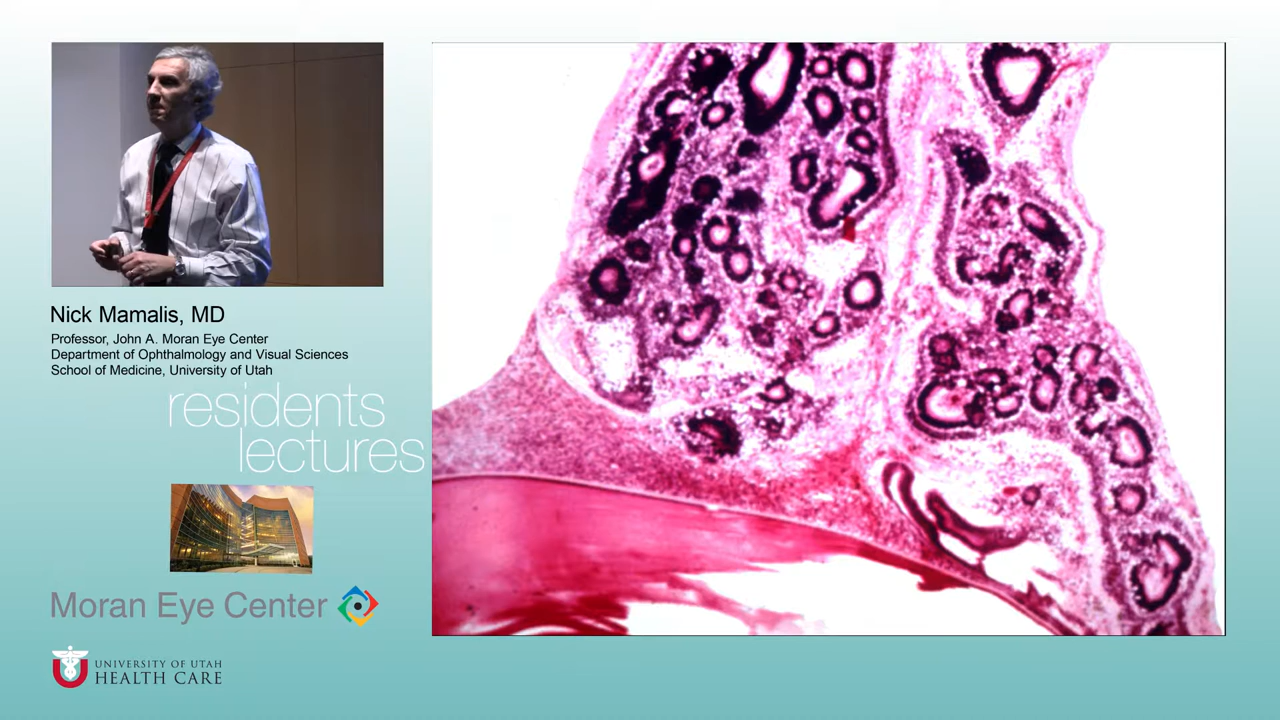 Nick Mamalis, MD
Professor, John A. Moran Eye Center
Department of Ophthalmology and Visual Sciences
School of Medicine, University of Utah
residents
lectures
Moran Eye Center
UNIVERSITY OF UTAH
HEALTH CARE